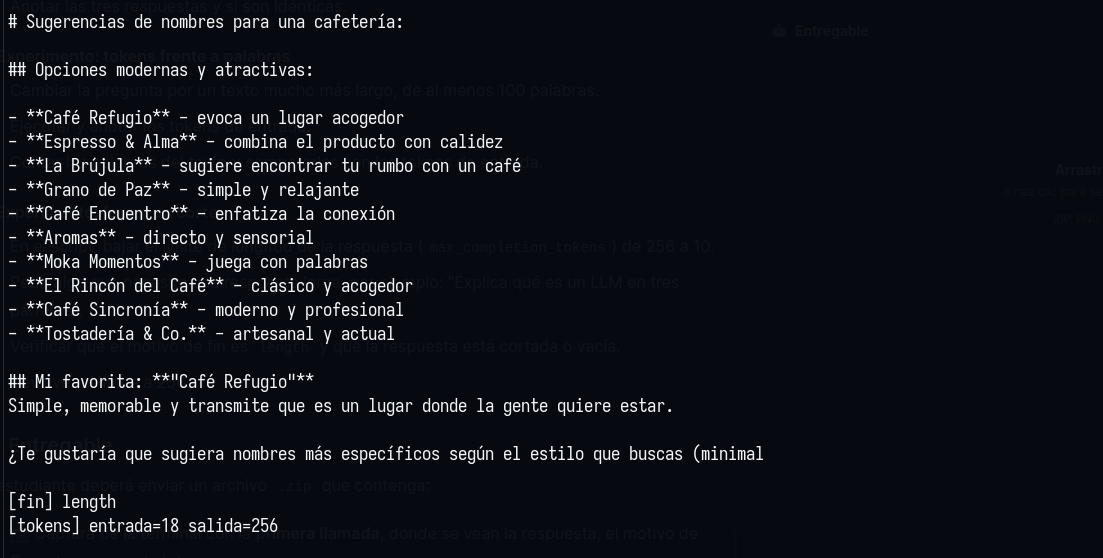 # Sugerencias de nombres para una cafetería:
## Opciones modernas y atractivas:
- **Café Refugio** - evoca un lugar acogedor
- **Espresso & Alma** - combina el producto con calidez
- **La Brújula** - sugiere encontrar tu rumbo con un café
- **Grano de Paz** - simple y relajante
- **Café Encuentro** - enfatiza la conexión
- **Aromas** - directo y sensorial
- **Moka Momentos** - juega con palabras
- **El Rincón del Café** - clásico y acogedor
- **Café Sincronía** - moderno y profesional
- **Tostadería & Co.** - artesanal y actual
## Mi favorita: **"Café Refugio"**
Simple, memorable y transmite que es un lugar donde la gente quiere estar.
¿Te gustaría que sugiera nombres más específicos según el estilo que buscas (minimal
[fin] length
[tokens] entrada=18 salida=256